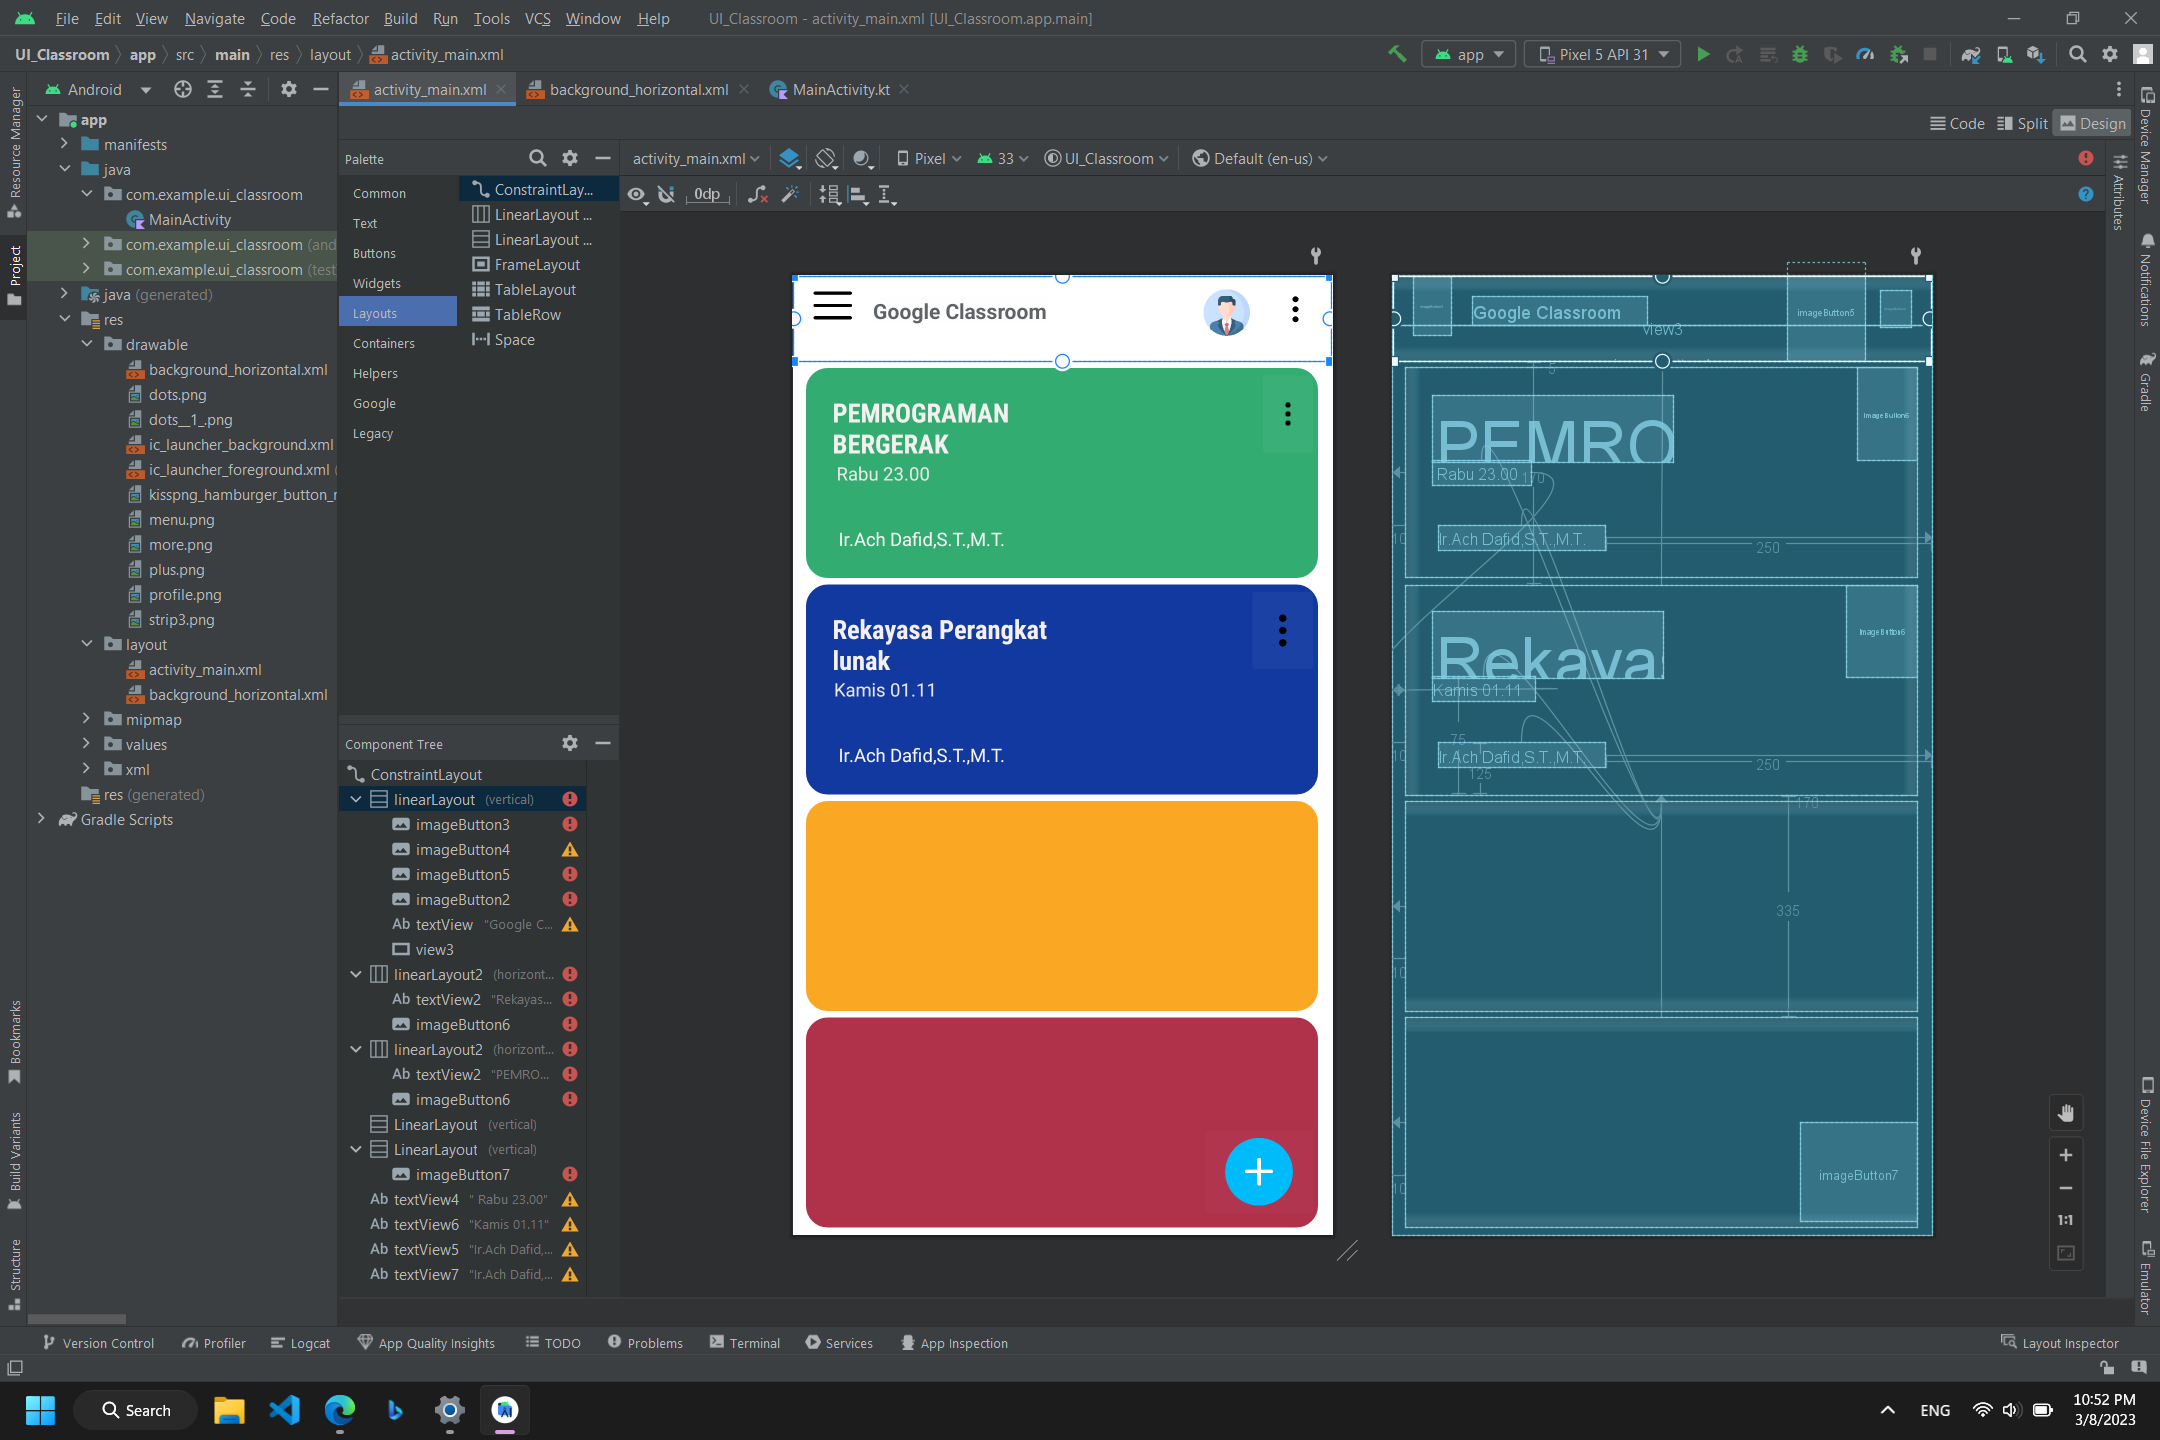 File Edit View Navigate Code Refactor Build Run Tools VCS Window Help UI_Classroom - activity_main.xml [UI_Classroom.app.main]
UI_Classroom app src main res layout activity_main.xml
app Pixel 5 API 31
Android
activity_main.xml background_horizontal.xml MainActivity.kt
Code Split Design
Resource Manager
Project
Bookmarks
Build Variants
Structure
app
manifests
java
com.example.ui_classroom
MainActivity
com.example.ui_classroom (and
com.example.ui_classroom (test
java (generated)
res
drawable
background_horizontal.xml
dots.png
dots__1_.png
ic_launcher_background.xml
ic_launcher_foreground.xml (
kisspng_hamburger_button_r
menu.png
more.png
plus.png
profile.png
strip3.png
layout
activity_main.xml
background_horizontal.xml
mipmap
values
xml
res (generated)
Gradle Scripts
Palette
Common
Text
Buttons
Widgets
Layouts
Containers
Helpers
Google
Legacy
ConstraintLay...
LinearLayout ...
LinearLayout ...
FrameLayout
TableLayout
TableRow
Space
Component Tree
ConstraintLayout
linearLayout (vertical)
imageButton3
imageButton4
imageButton5
imageButton2
Ab textView "Google C...
view3
linearLayout2 (horizont...
Ab textView2 "Rekayas...
imageButton6
linearLayout2 (horizont...
Ab textView2 "PEMRO...
imageButton6
LinearLayout (vertical)
LinearLayout (vertical)
imageButton7
Ab textView4 " Rabu 23.00"
Ab textView6 "Kamis 01.11"
Ab textView5 "Ir.Ach Dafid,...
Ab textView7 "Ir.Ach Dafid,...
activity_main.xml Pixel 33 UI_Classroom Default (en-us)
0dp
Google Classroom
PEMROGRAMAN
BERGERAK
Rabu 23.00
Ir.Ach Dafid,S.T.,M.T.
Rekayasa Perangkat
lunak
Kamis 01.11
Ir.Ach Dafid,S.T.,M.T.
Google Classroom
imageButton5
view3
5
PEMRO
ImageButton6
Rabu 23.00
170
Ir.Ach Dafid,S.T.,M.T.
10
250
Rekaya
ImageButton6
Kamis 01.11
75
Ir.Ach Dafid,S.T.,M.T.
10
250
125
170
335
10
10
imageButton7
1:1
Device Manager
Attributes
Notifications
Gradle
Device File Explorer
Emulator
Version Control Profiler Logcat App Quality Insights TODO Problems Terminal Services App Inspection Layout Inspector
Search
ENG
10:52 PM
3/8/2023